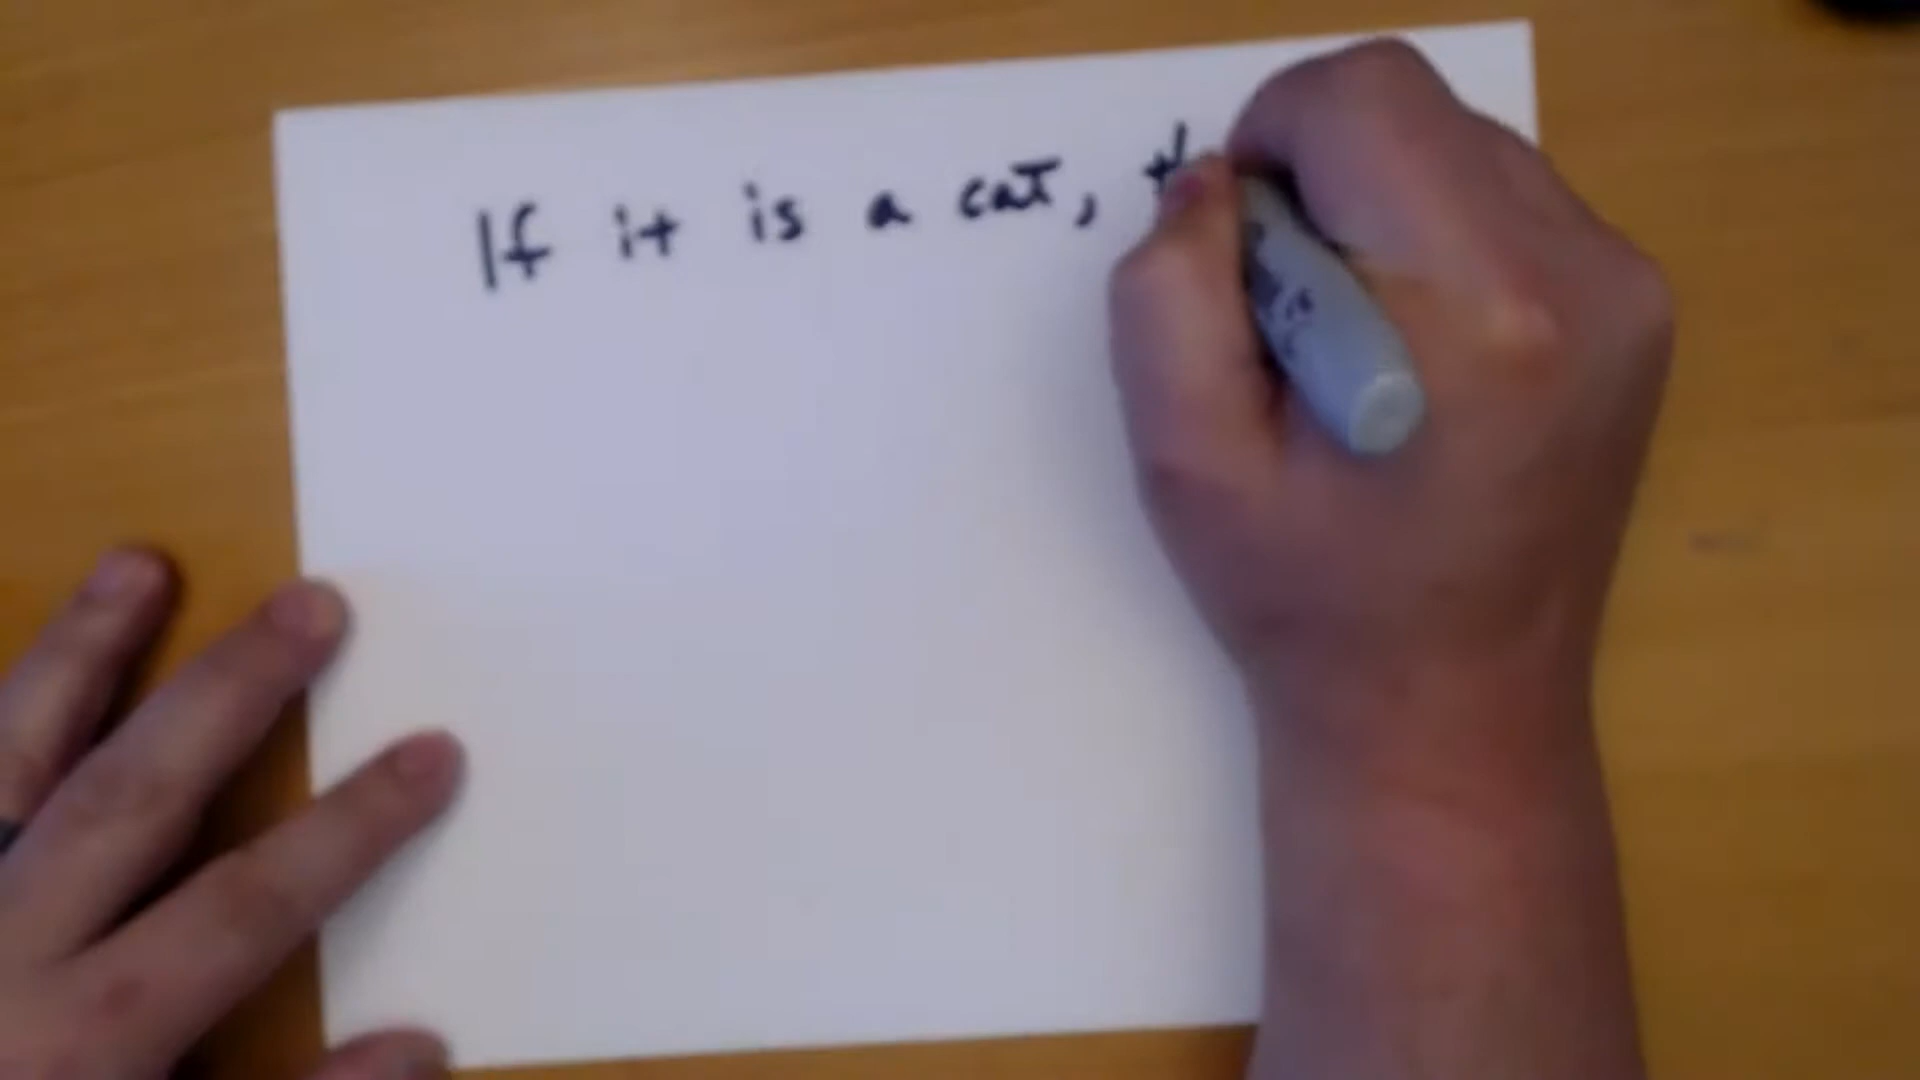 If it is a cat,